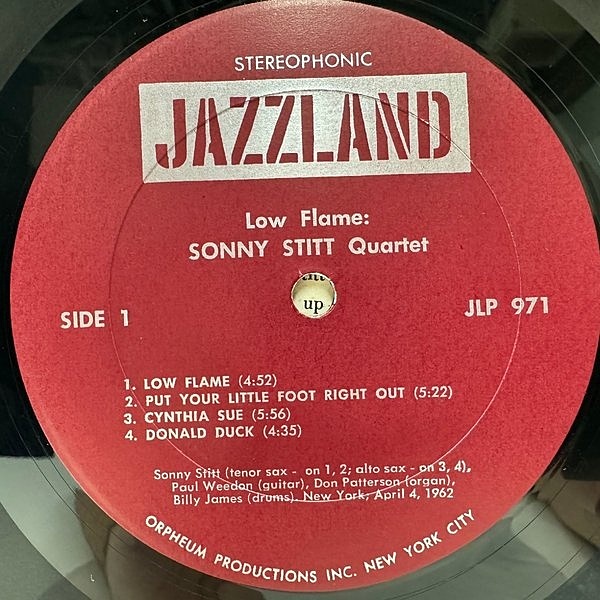 STEREOPHONIC
JAZZLAND
Low Flame:
SONNY STITT Quartet
up
SIDE 1
JLP 971
1. LOW FLAME (4:52)
2. PUT YOUR LITTLE FOOT RIGHT OUT (5:22)
3. CYNTHIA SUE (5:56)
4. DONALD DUCK (4:35)
Sonny Stitt (tenor sax - on 1, 2; alto sax - on 3, 4),
Paul Weedon (guitar), Don Patterson (organ),
Billy James (drums). New York, April 4, 1962
ORPHEUM PRODUCTIONS INC. NEW YORK CITY